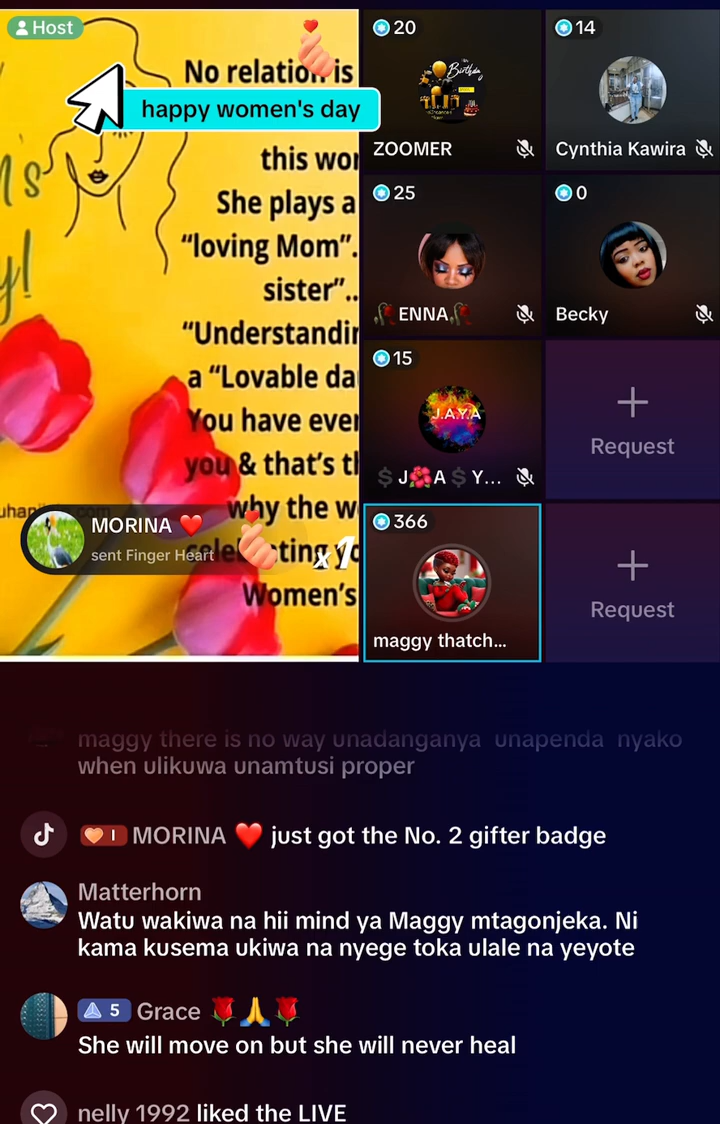 Host
No relation is
happy women's day
this wor
She plays a
“loving Mom”.
sister”..
“Understandin
a “Lovable da
You have ever
you & that’s th
why the w
Women’s
MORINA ❤️
sent Finger Heart
x1
20
ZOOMER
14
Cynthia Kawira
25
🥀ENNA🥀
0
Becky
15
J.A.Y.A
💲J🌺A💲Y...
Request
366
maggy thatch...
Request
maggy there is no way unadanganya unapenda nyako
when ulikuwa unamtusi proper
I MORINA ❤️ just got the No. 2 gifter badge
Matterhorn
Watu wakiwa na hii mind ya Maggy mtagonjeka. Ni
kama kusema ukiwa na nyege toka ulale na yeyote
5 Grace 🌹🙏🌹
She will move on but she will never heal
nelly 1992 liked the LIVE